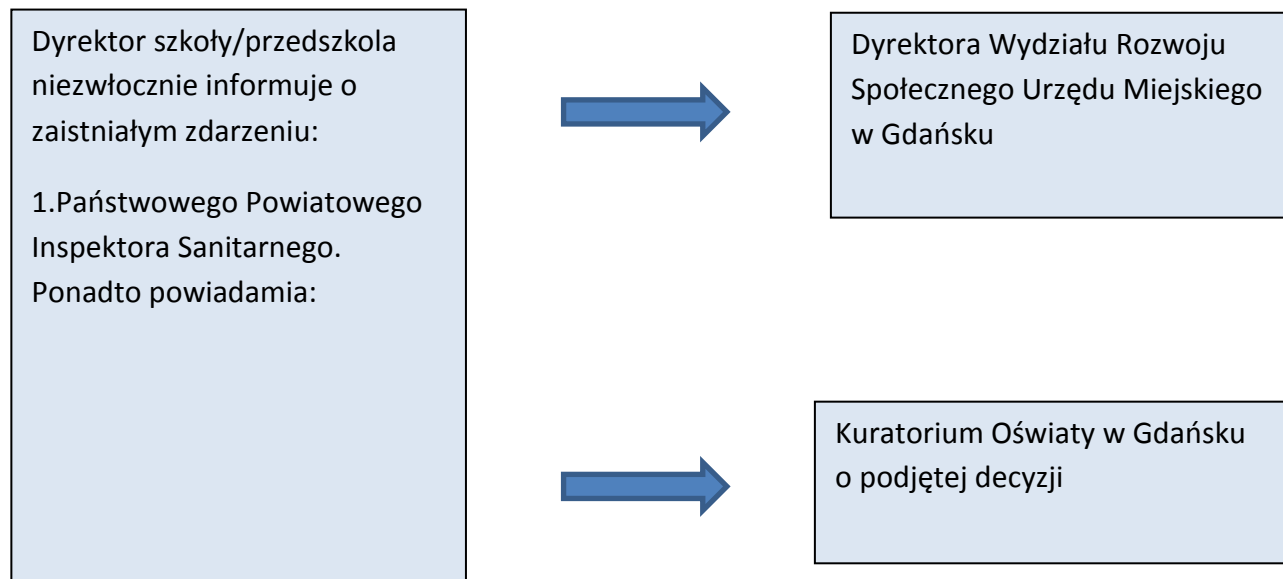 Dyrektor szkoły/przedszkola
niezwłocznie informuje o
zaistniałym zdarzeniu:
1.Państwowego Powiatowego
Inspektora Sanitarnego.
Ponadto powiadamia:
Dyrektora Wydziału Rozwoju
Społecznego Urzędu Miejskiego
w Gdańsku
Kuratorium Oświaty w Gdańsku
o podjętej decyzji